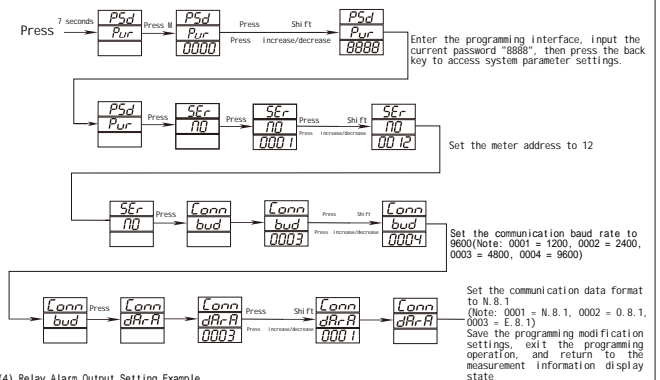 7 seconds
Press
PSd
Pur
Press M
PSd
Pur
0000
Press Shift
Press increase/decrease
PSd
Pur
8888
Enter the programming interface, input the
current password "8888", then press the back
key to access system parameter settings.
PSd
Pur
Press
SEr
NO
Press
SEr
NO
0001
Press Shift
Press increase/decrease
SEr
NO
0012
Set the meter address to 12
SEr
NO
Press
Conn
bud
Conn
bud
0003
Press Shift
Press increase/decrease
Conn
bud
0004
Set the communication baud rate to
9600(Note: 0001 = 1200, 0002 = 2400,
0003 = 4800, 0004 = 9600)
Conn
bud
Press
Conn
dArA
Conn
dArA
0003
Press Shift
Press increase/decrease
Conn
dArA
0001
Conn
dArA
Set the communication data format
to N.8.1
(Note: 0001 = N.8.1, 0002 = O.8.1,
0003 = E.8.1)
Save the programming modification
settings, exit the programming
operation, and return to the
measurement information display
state
(4) Relay Alarm Output Setting Example